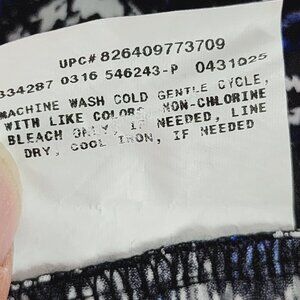 UPC# 826409773709
334287 0316 546243-P 0431025
MACHINE WASH COLD GENTLE CYCLE,
WITH LIKE COLORS NON-CHLORINE
BLEACH ONLY, IF NEEDED, LINE
DRY, COOL IRON, IF NEEDED